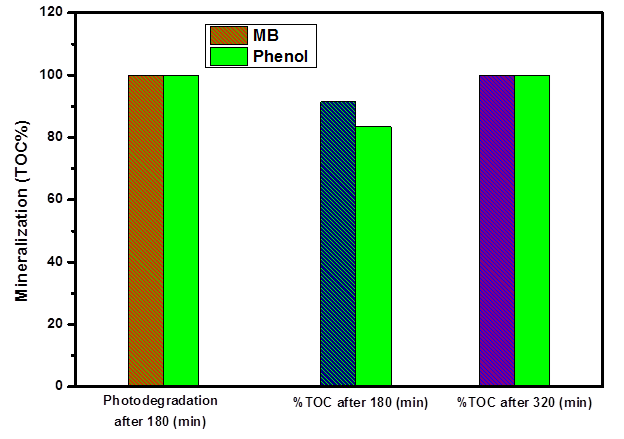 120
100
80
60
40
20
0
Mineralization (TOC%)
MB
Phenol
Photodegradation
after 180 (min)
%TOC after 180 (min)
%TOC after 320 (min)